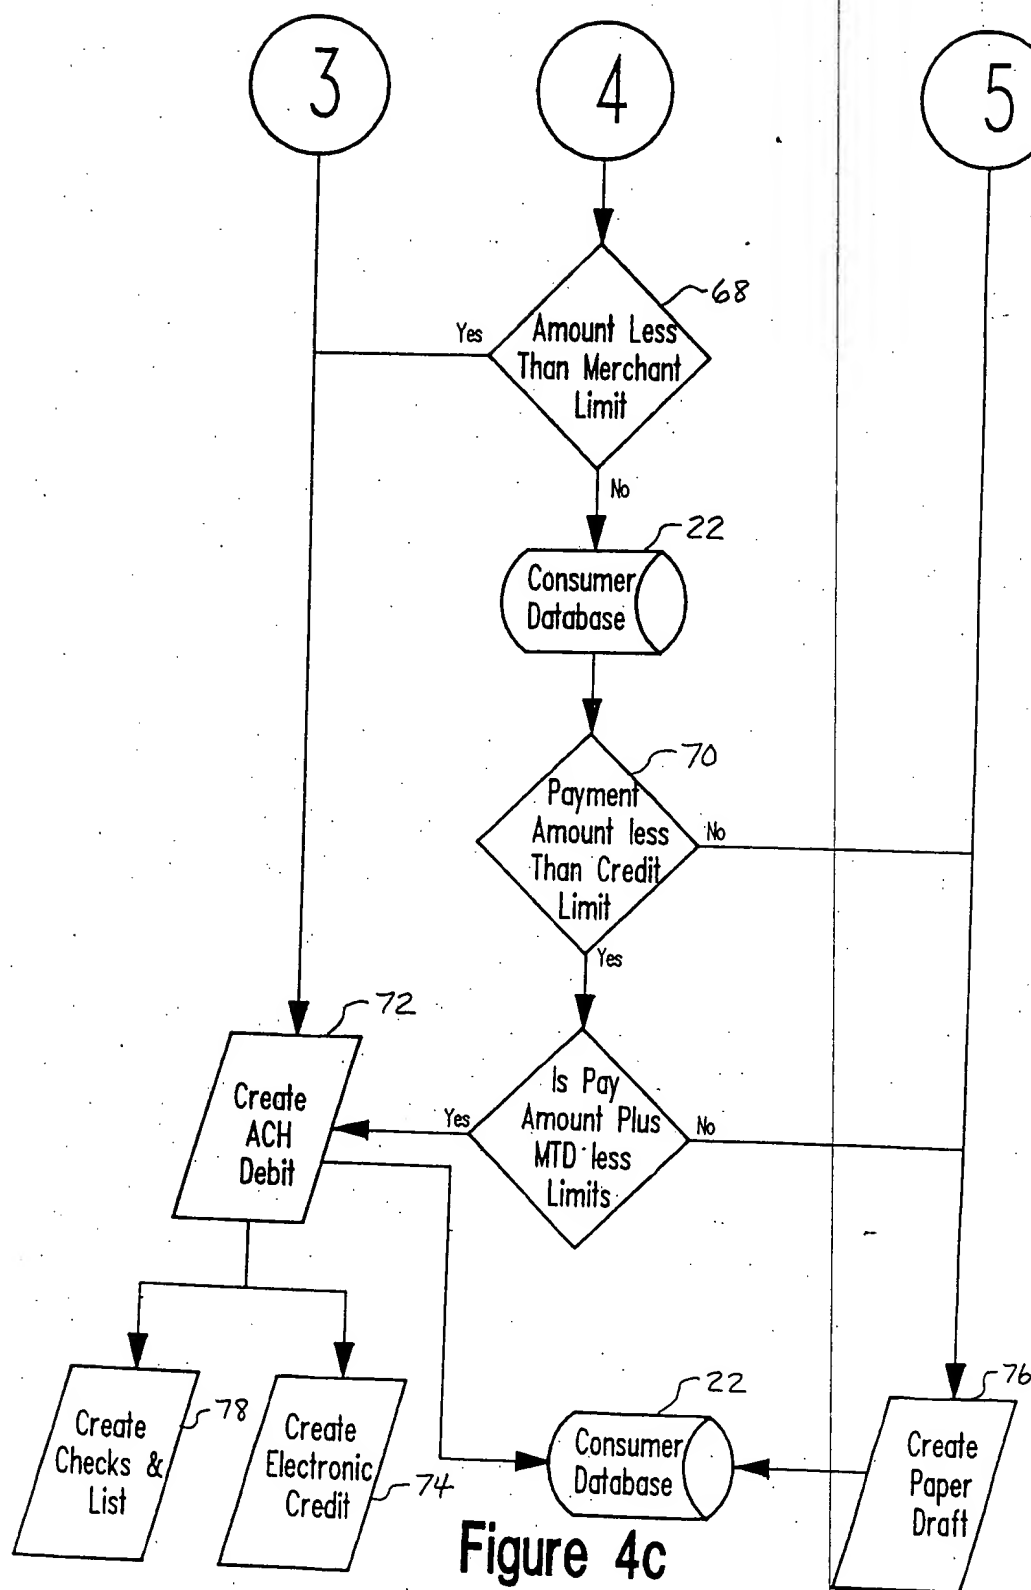 3
4
5
68
Yes
Amount Less
Than Merchant
Limit
No
22
Consumer
Database
70
Payment
Amount less
Than Credit
Limit
No
Yes
72
Create
ACH
Debit
Yes
Is Pay
Amount Plus
MTD less
Limits
No
78
Create
Checks &
List
Create
Electronic
Credit
74
22
Consumer
Database
76
Create
Paper
Draft
Figure 4c